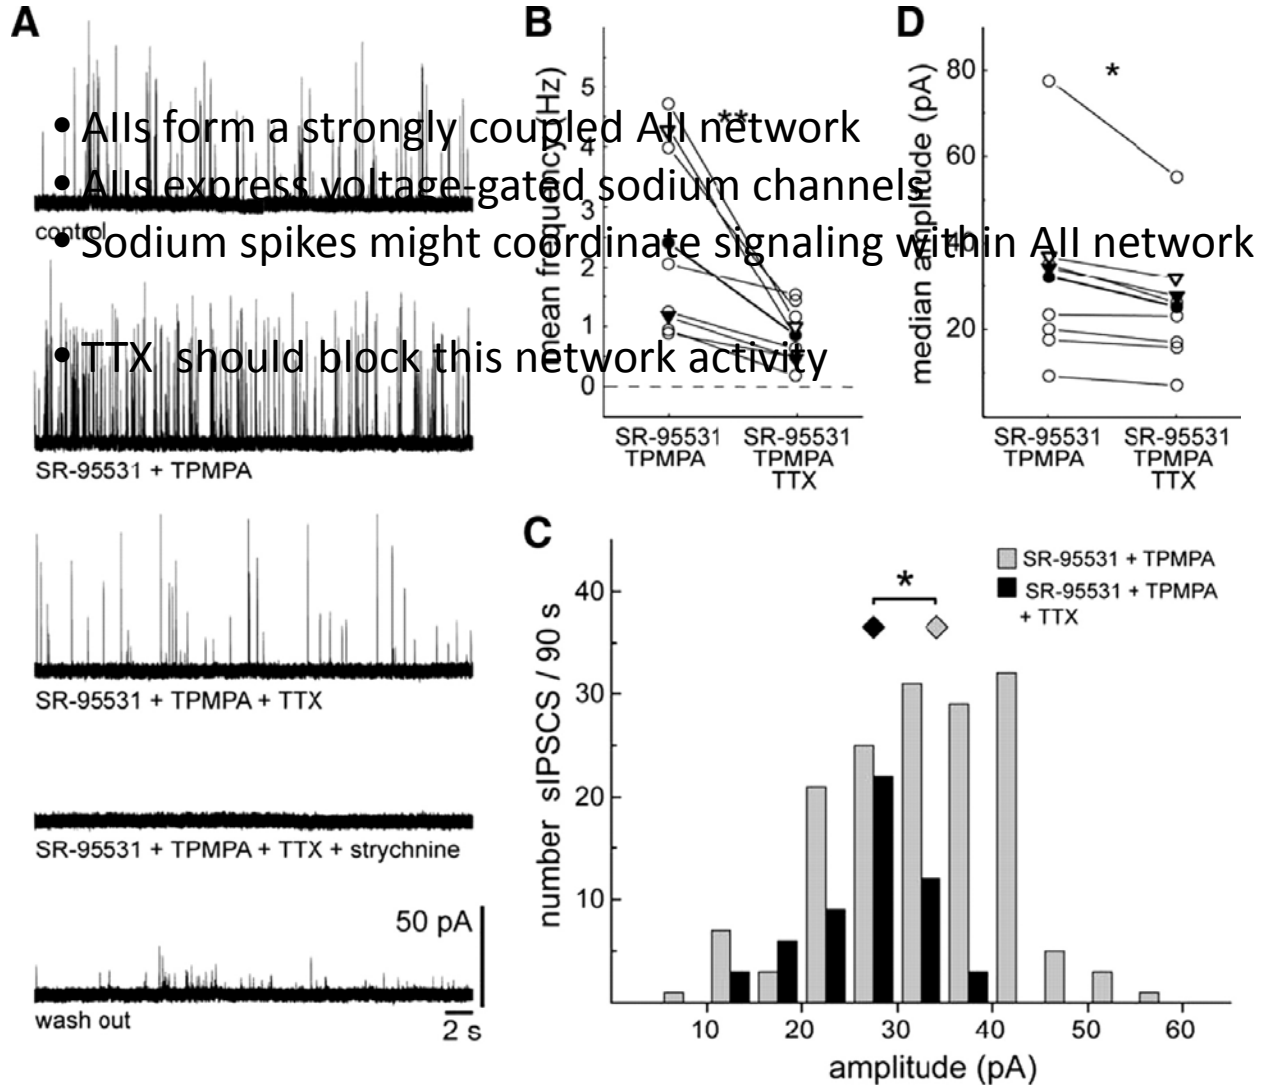 A
control
SR-95531 + TPMPA
SR-95531 + TPMPA + TTX
SR-95531 + TPMPA + TTX + strychnine
50 pA
wash out
2 s
• AIIs form a strongly coupled AII network
• AIIs express voltage-gated sodium channels
• Sodium spikes might coordinate signaling within AII network
• TTX  should block this network activity
B
mean frequency (Hz)
5
4
3
2
1
0
**
SR-95531
TPMPA
SR-95531
TPMPA
TTX
D
median amplitude (pA)
80
60
40
20
*
SR-95531
TPMPA
SR-95531
TPMPA
TTX
C
number sIPSCS / 90 s
40
30
20
10
*
SR-95531 + TPMPA
SR-95531 + TPMPA
+ TTX
10 20 30 40 50 60
amplitude (pA)